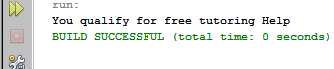 run:
You qualify for free tutoring Help
BUILD SUCCESSFUL (total time: 0 seconds)